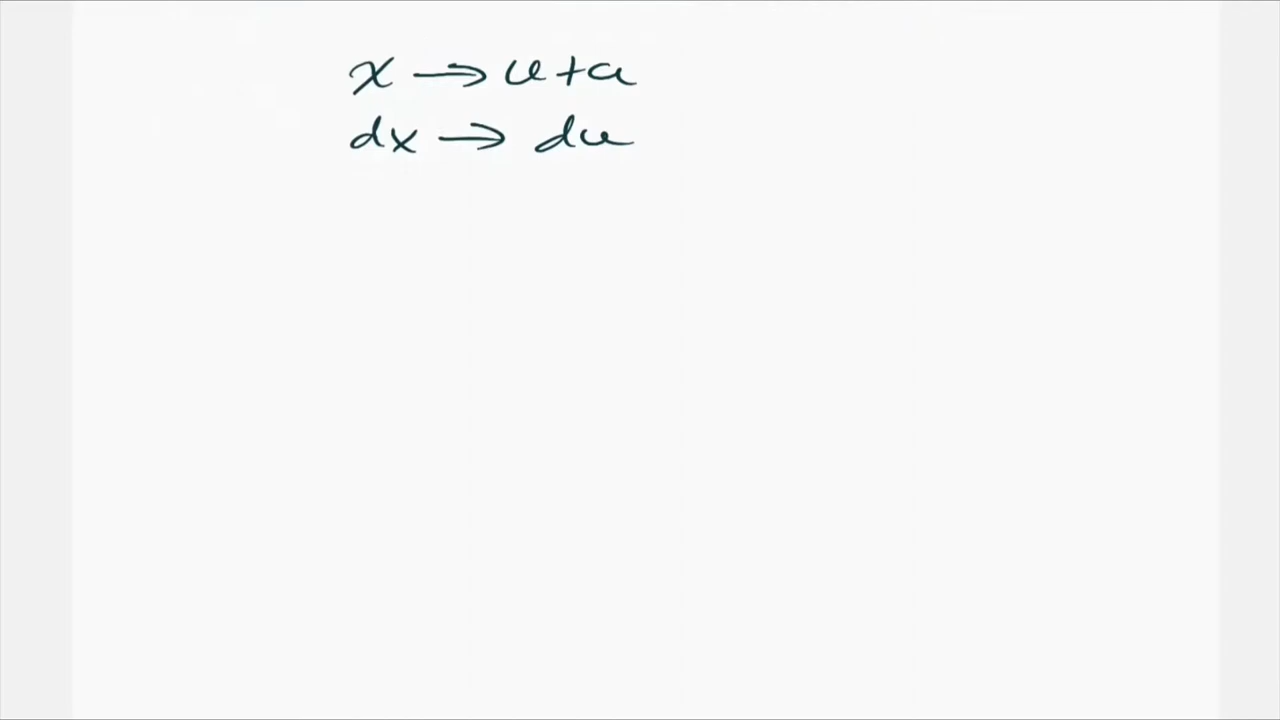 x → u+a
dx → du